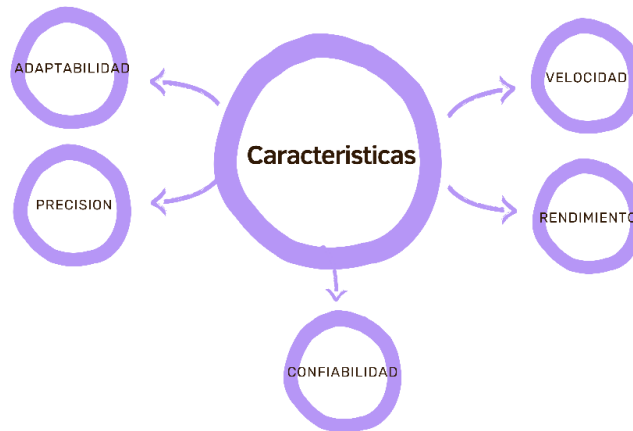 ADAPTABILIDAD
VELOCIDAD
Caracteristicas
PRECISION
RENDIMIENTO
CONFIABILIDAD